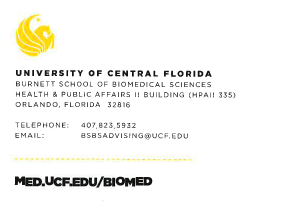 UNIVERSITY OF CENTRAL FLORIDA
BURNETT SCHOOL OF BIOMEDICAL SCIENCES
HEALTH & PUBLIC AFFAIRS II BUILDING (HPAII 335)
ORLANDO, FLORIDA 32816
TELEPHONE: 407.823.5932
EMAIL: BSBSADVISING@UCF.EDU
MED.UCF.EDU/BIOMED